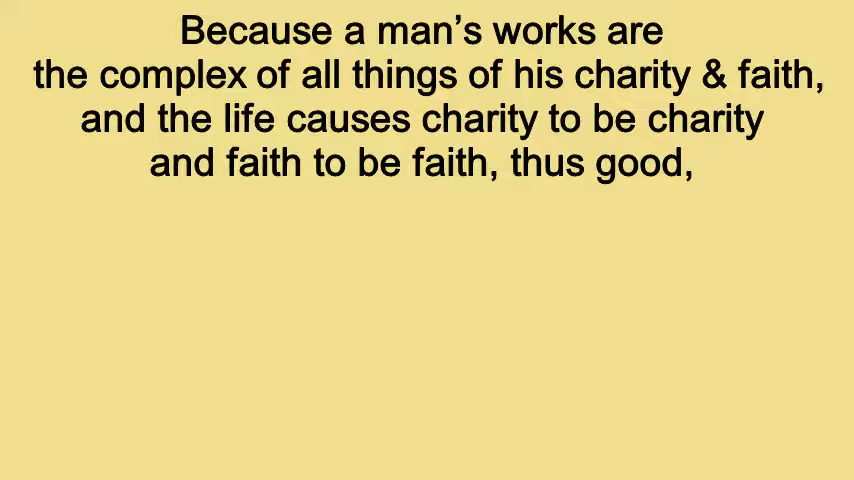 Because a man’s works are
the complex of all things of his charity & faith,
and the life causes charity to be charity
and faith to be faith, thus good,